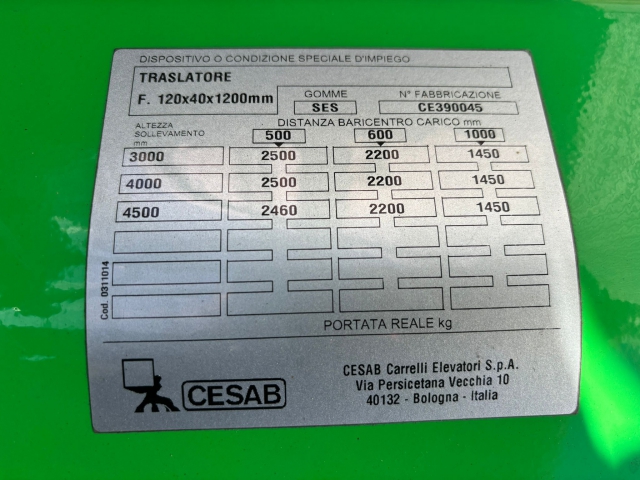 DISPOSITIVO O CONDIZIONE SPECIALE D'IMPIEGO
TRASLATORE
F. 120x40x1200mm
GOMME
SES
N° FABBRICAZIONE
CE390045
ALTEZZA
SOLLEVAMENTO
mm
DISTANZA BARICENTRO CARICO mm
500 600 1000
3000 2500 2200 1450
4000 2500 2200 1450
4500 2460 2200 1450
Cod. 0311014
PORTATA REALE kg
CESAB
CESAB Carrelli Elevatori S.p.A.
Via Persicetana Vecchia 10
40132 - Bologna - Italia